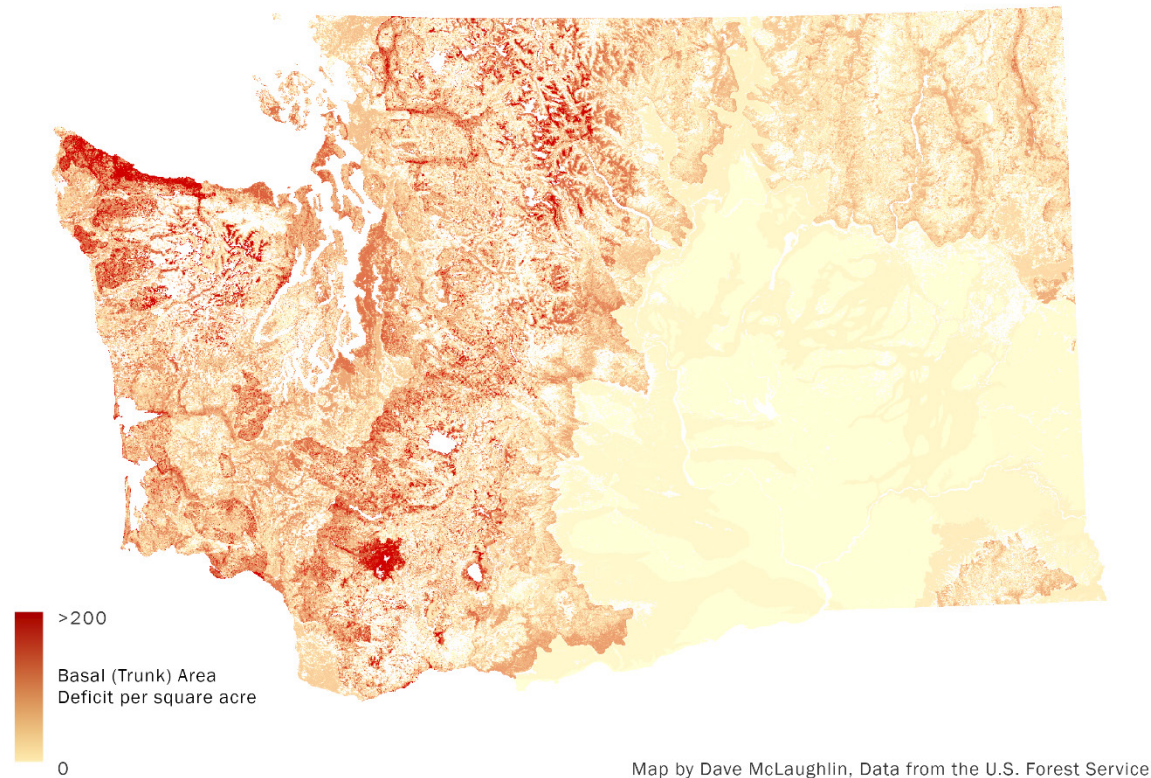 >200
Basal (Trunk) Area
Deficit per square acre
0
Map by Dave McLaughlin, Data from the U.S. Forest Service